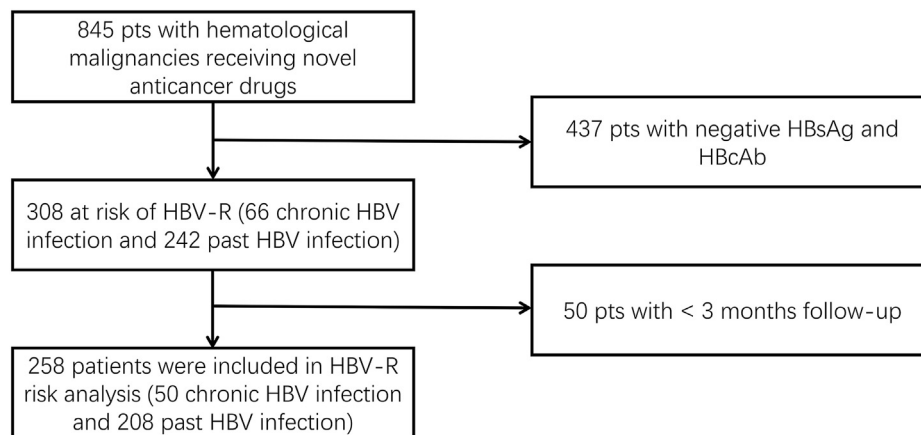 845 pts with hematological
malignancies receiving novel
anticancer drugs
437 pts with negative HBsAg and
HBcAb
308 at risk of HBV-R (66 chronic HBV
infection and 242 past HBV infection)
50 pts with < 3 months follow-up
258 patients were included in HBV-R
risk analysis (50 chronic HBV infection
and 208 past HBV infection)